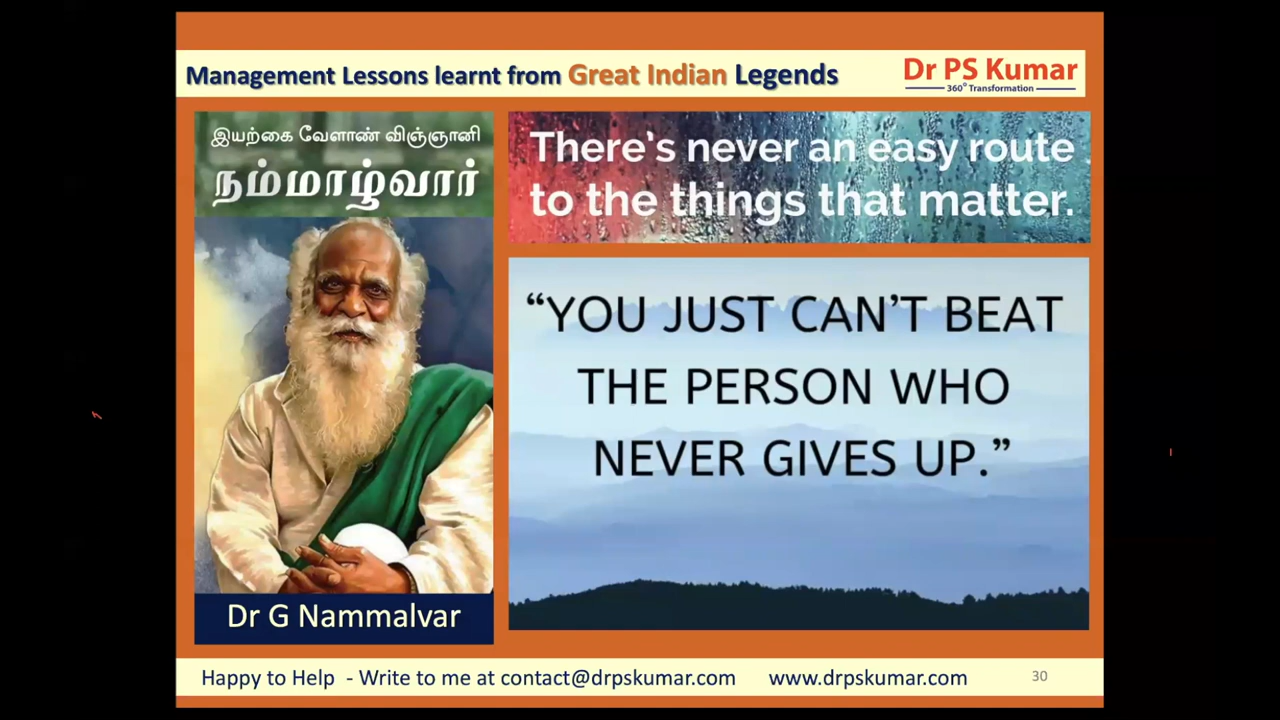 Management Lessons learnt from Great Indian Legends
Dr PS Kumar
360° Transformation
இயற்கை வேளாண் விஞ்ஞானி
நம்மாழ்வார்
Dr G Nammalvar
There's never an easy route
to the things that matter.
“YOU JUST CAN’T BEAT
THE PERSON WHO
NEVER GIVES UP.”
Happy to Help - Write to me at contact@drpskumar.com www.drpskumar.com 30